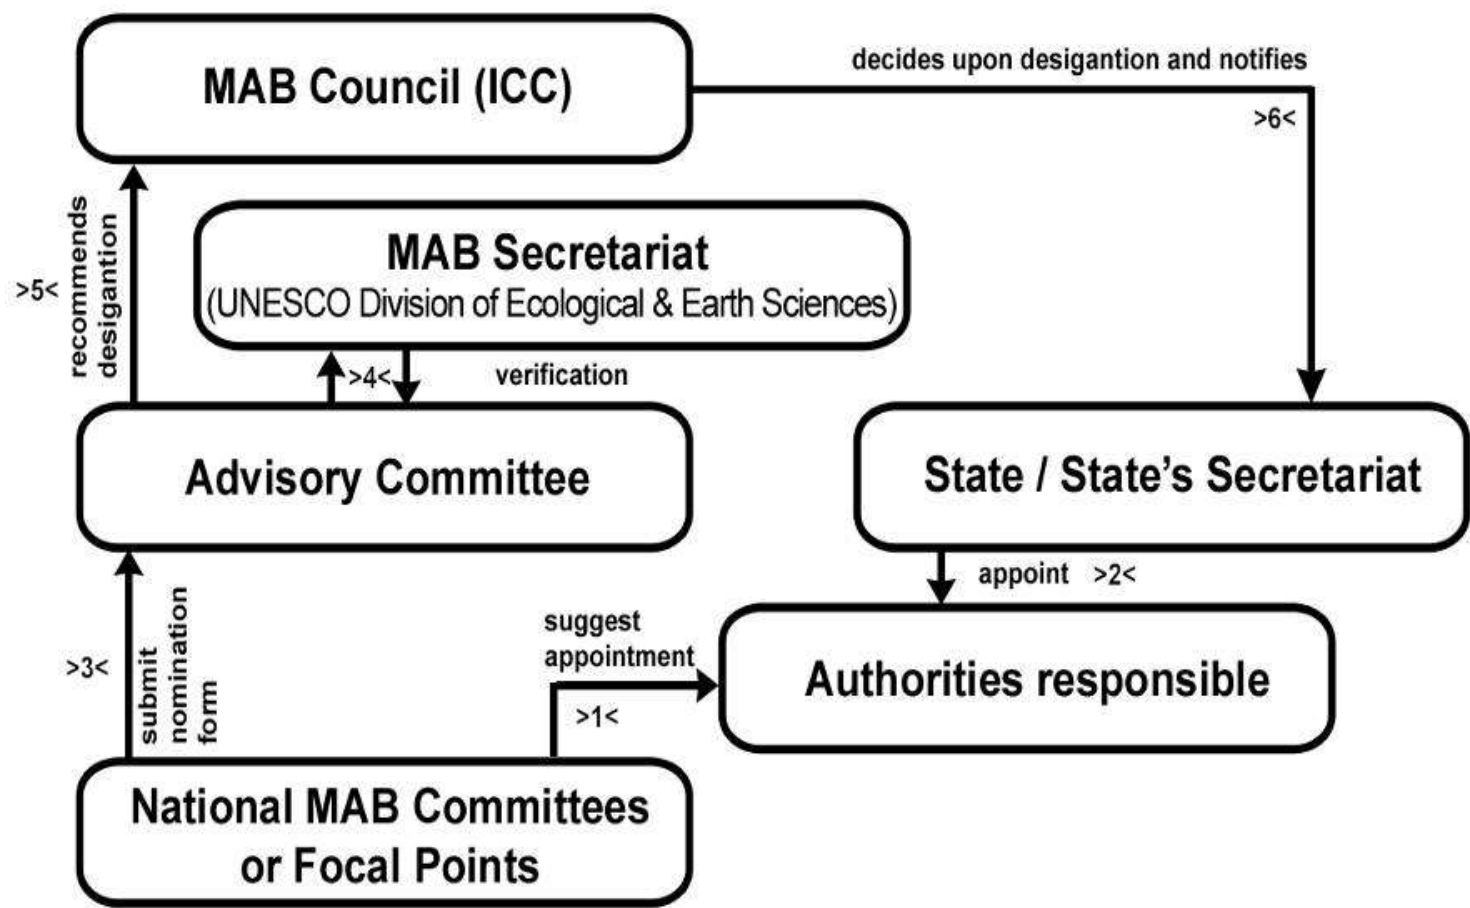 MAB Council (ICC)
decides upon desigantion and notifies
>6<
>5<
recommends
desigantion
MAB Secretariat
(UNESCO Division of Ecological & Earth Sciences)
>4<
verification
Advisory Committee
State / State’s Secretariat
appoint >2<
>3<
submit
nomination
form
suggest
appointment
>1<
Authorities responsible
National MAB Committees
or Focal Points